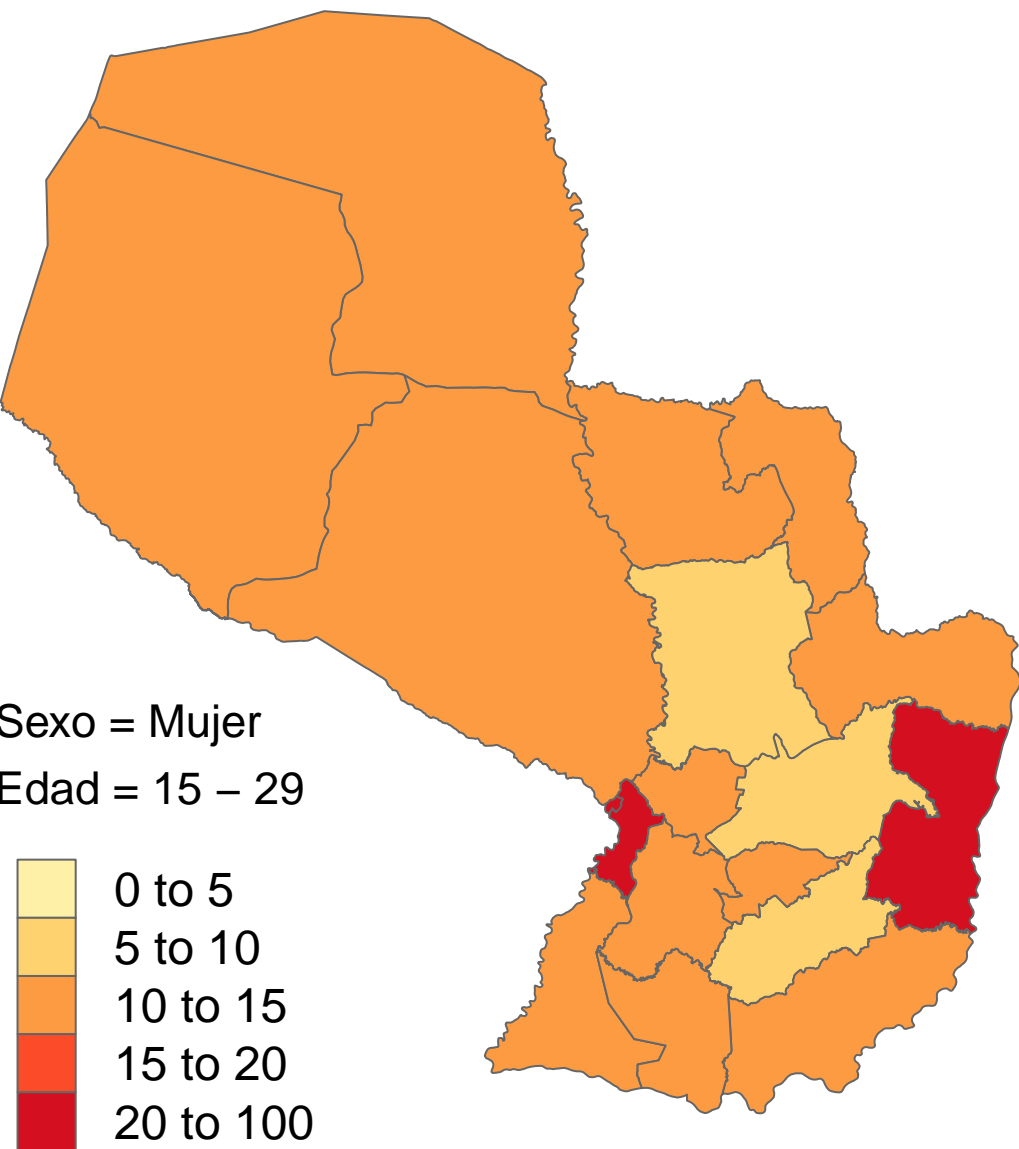 Sexo = Mujer
Edad = 15 – 29
0 to 5
5 to 10
10 to 15
15 to 20
20 to 100